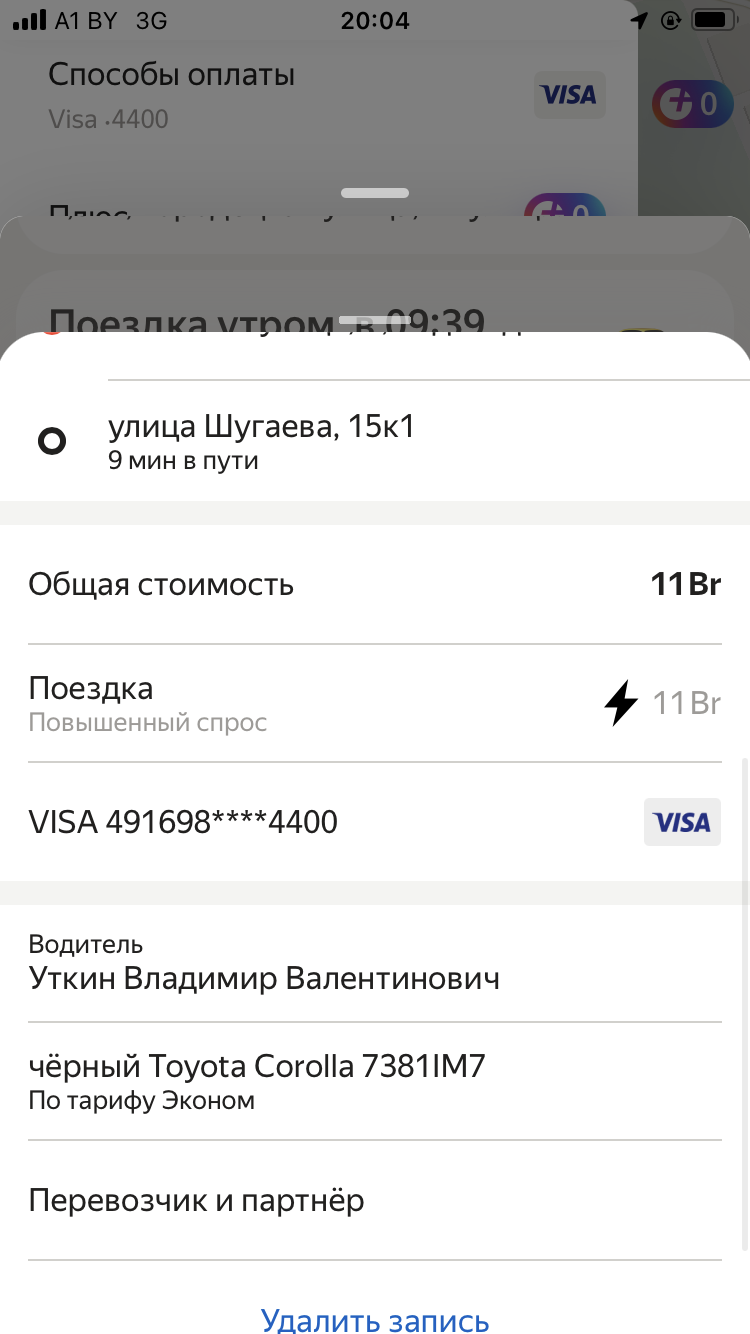 A1 BY 3G 20:04
Способы оплаты
VISA
0
Visa ·4400
0
Поездка утром, в 09:39
улица Шугаева, 15к1
9 мин в пути
Общая стоимость 11 Br
Поездка 11 Br
Повышенный спрос
VISA 491698****4400 VISA
Водитель
Уткин Владимир Валентинович
чёрный Toyota Corolla 7381IM7
По тарифу Эконом
Перевозчик и партнёр
Удалить запись